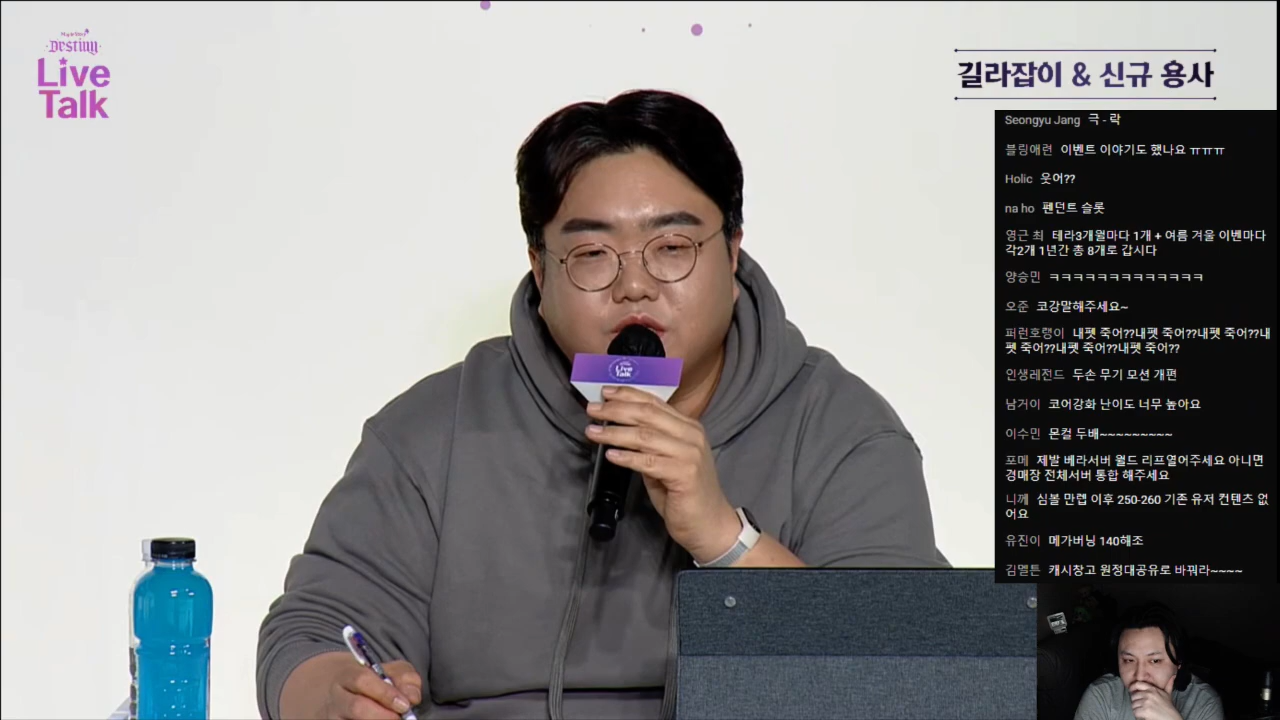 MapleStory
DESTINY
Live
Talk
길라잡이 & 신규 용사
Seongyu Jang 극 - 락
블링애련 이벤트 이야기도 했나요 ㅠㅠㅠ
Holic 웃어??
na ho 펜던트 슬롯
영근 최 테라3개월마다 1개 + 여름 겨울 이벤마다
각2개 1년간 총 8개로 갑시다
양승민 ㅋㅋㅋㅋㅋㅋㅋㅋㅋㅋㅋㅋㅋ
오준 코강말해주세요~
퍼런호랭이 내펫 죽어??내펫 죽어??내펫 죽어??내
펫 죽어??내펫 죽어??내펫 죽어??
인생레전드 두손 무기 모션 개편
남거이 코어강화 난이도 너무 높아요
이수민 몬컬 두배~~~~~~~~~
포메 제발 베라서버 월드 리프열어주세요 아니면
경매장 전체서버 통합 해주세요
니께 심볼 만렙 이후 250-260 기존 유저 컨텐츠 없
어요
유진이 메가버닝 140해조
김멜튼 캐시창고 원정대공유로 바꿔라~~~~
Live
Talk